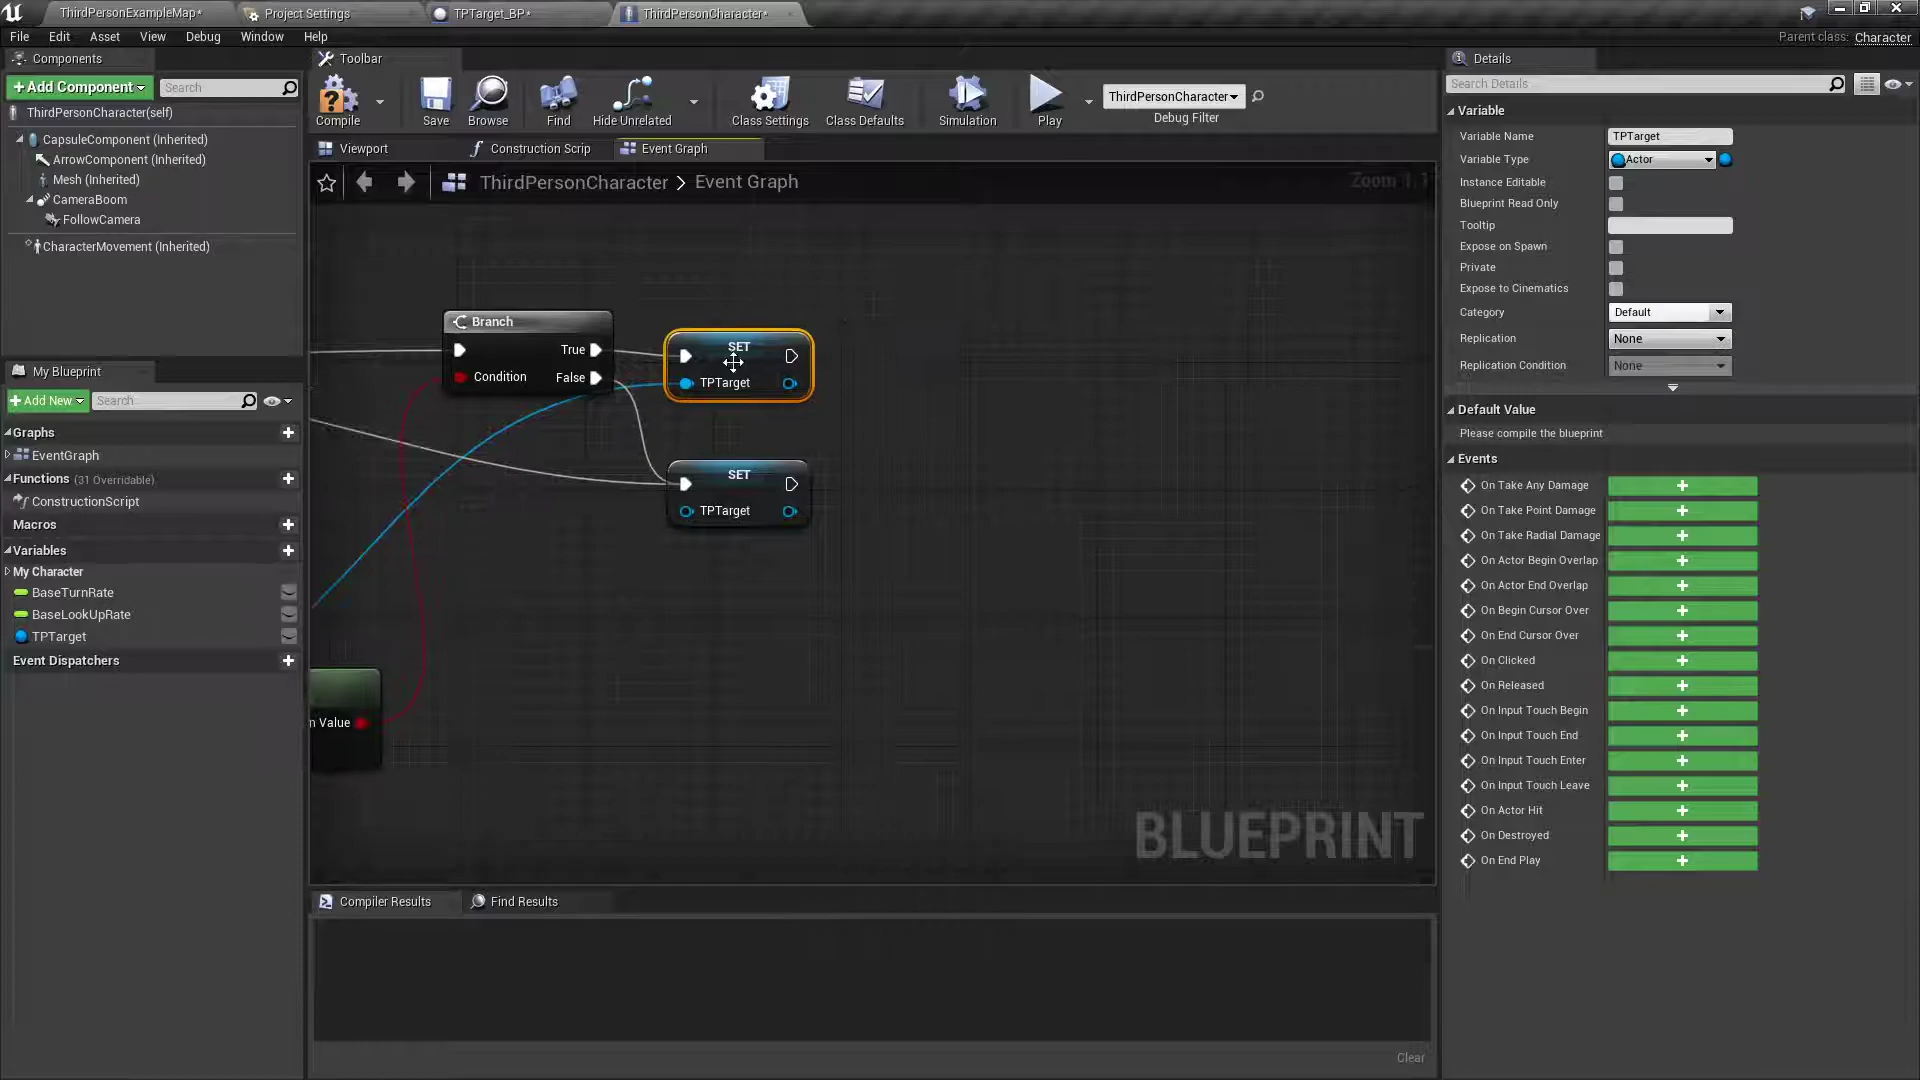 ThirdPersonExampleMap*
Project Settings
TPTarget_BP*
ThirdPersonCharacter*
File Edit Asset View Debug Window Help
Parent class: Character
Components
+Add Component
Search
ThirdPersonCharacter(self)
CapsuleComponent (Inherited)
ArrowComponent (Inherited)
Mesh (Inherited)
CameraBoom
FollowCamera
CharacterMovement (Inherited)
My Blueprint
+Add New
Search
Graphs
EventGraph
Functions (31 Overridable)
ConstructionScript
Macros
Variables
My Character
BaseTurnRate
BaseLookUpRate
TPTarget
Event Dispatchers
Toolbar
Compile
Save
Browse
Find
Hide Unrelated
Class Settings
Class Defaults
Simulation
Play
ThirdPersonCharacter
Debug Filter
Viewport
Construction Scrip
Event Graph
ThirdPersonCharacter > Event Graph
Branch
True
Condition
False
SET
TPTarget
SET
TPTarget
n Value
BLUEPRINT
Compiler Results
Find Results
Clear
Details
Search Details
Variable
Variable Name TPTarget
Variable Type Actor
Instance Editable
Blueprint Read Only
Tooltip
Expose on Spawn
Private
Expose to Cinematics
Category Default
Replication None
Replication Condition None
Default Value
Please compile the blueprint
Events
On Take Any Damage
On Take Point Damage
On Take Radial Damage
On Actor Begin Overlap
On Actor End Overlap
On Begin Cursor Over
On End Cursor Over
On Clicked
On Released
On Input Touch Begin
On Input Touch End
On Input Touch Enter
On Input Touch Leave
On Actor Hit
On Destroyed
On End Play